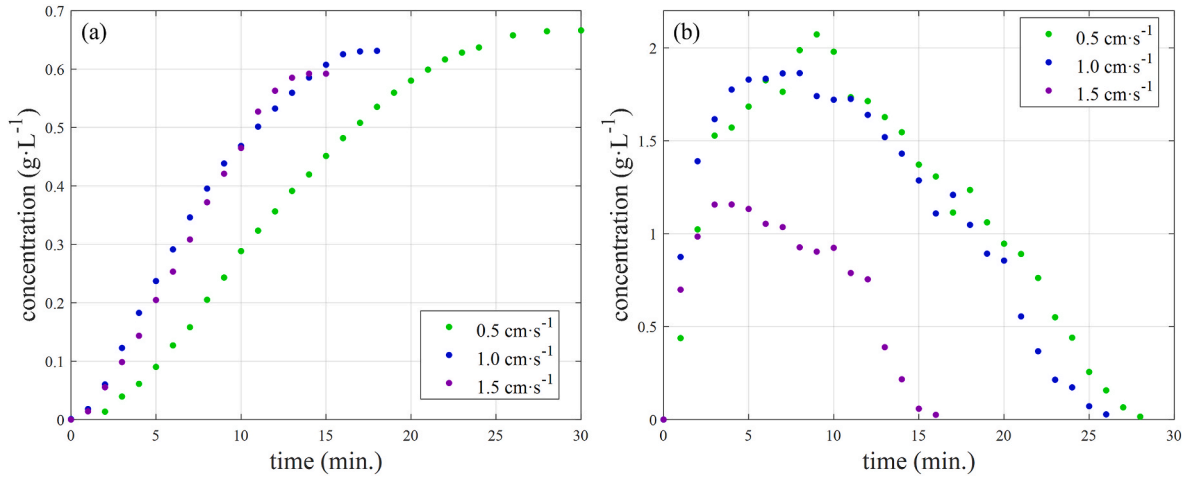 (a)
concentration (g·L⁻¹)
0.7
0.6
0.5
0.4
0.3
0.2
0.1
0
0 5 10 15 20 25 30
time (min.)
0.5 cm·s⁻¹
1.0 cm·s⁻¹
1.5 cm·s⁻¹
(b)
concentration (g·L⁻¹)
2
1.5
1
0.5
0
0 5 10 15 20 25 30
time (min.)
0.5 cm·s⁻¹
1.0 cm·s⁻¹
1.5 cm·s⁻¹